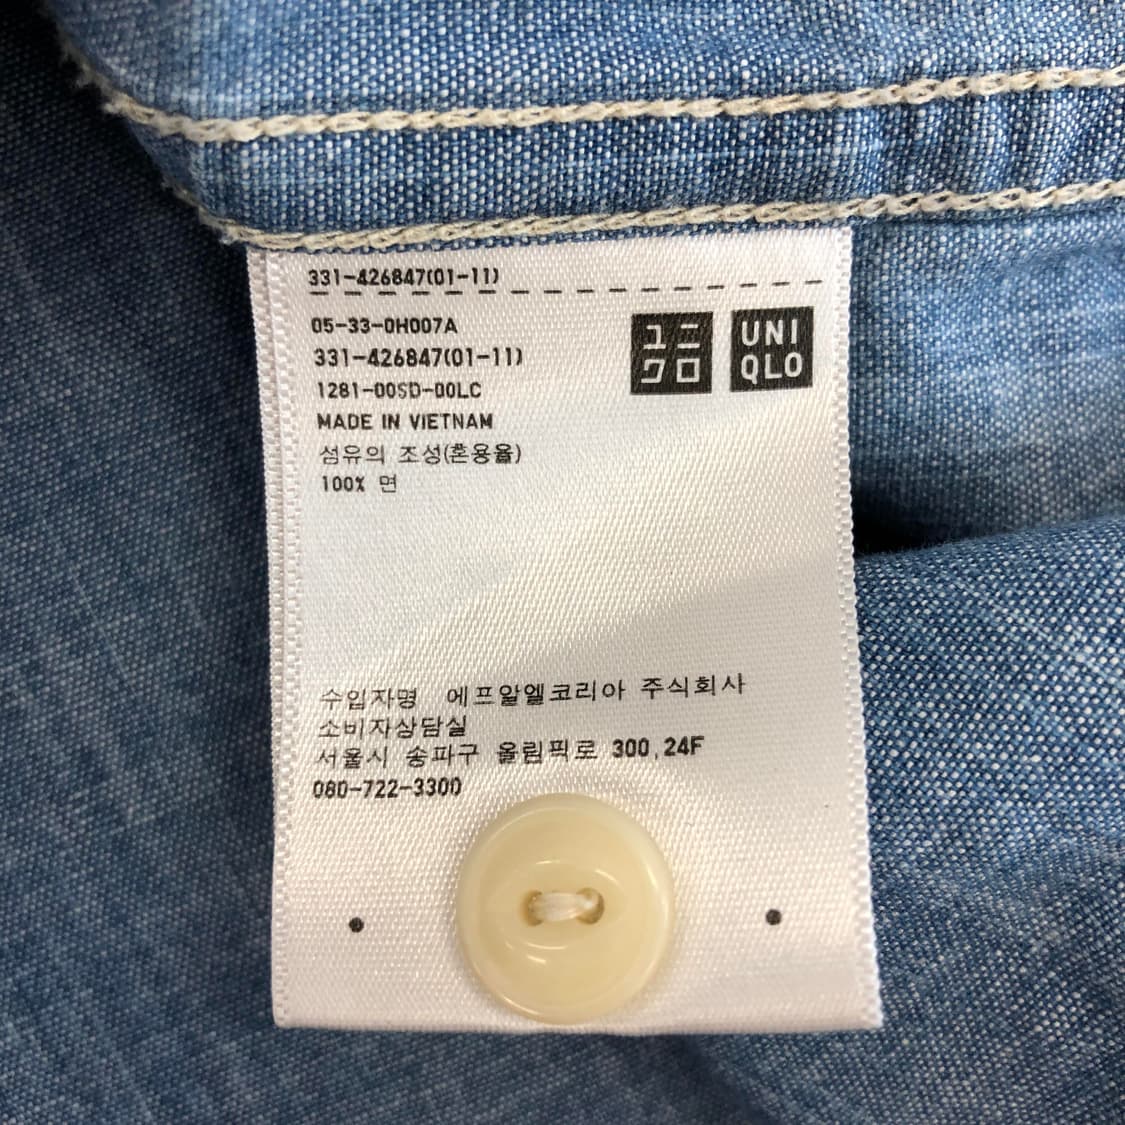 331-426847(01-11)
05-33-0H007A
331-426847(01-11)
1281-00SD-00LC
MADE IN VIETNAM
섬유의 조성(혼용율)
100% 면
ユニ
クロ
UNI
QLO
수입자명 에프알엘코리아 주식회사
소비자상담실
서울시 송파구 올림픽로 300,24F
080-722-3300